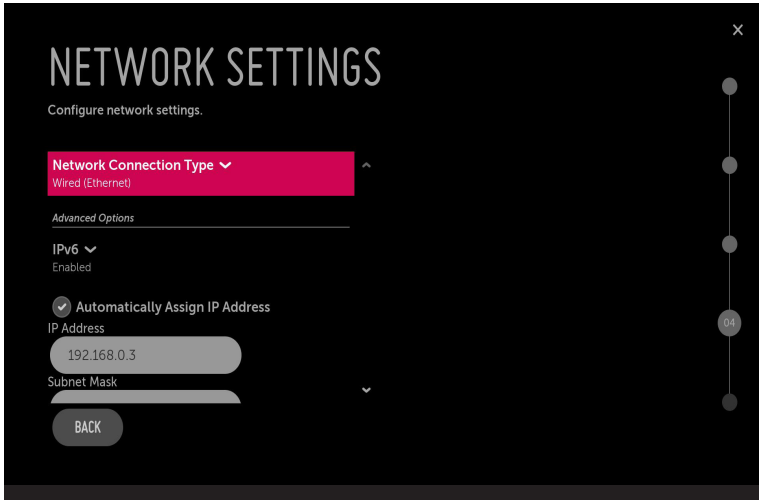 NETWORK SETTINGS
Configure network settings.
Network Connection Type
Wired (Ethernet)
Advanced Options
IPv6
Enabled
Automatically Assign IP Address
IP Address
192.168.0.3
Subnet Mask
BACK
04